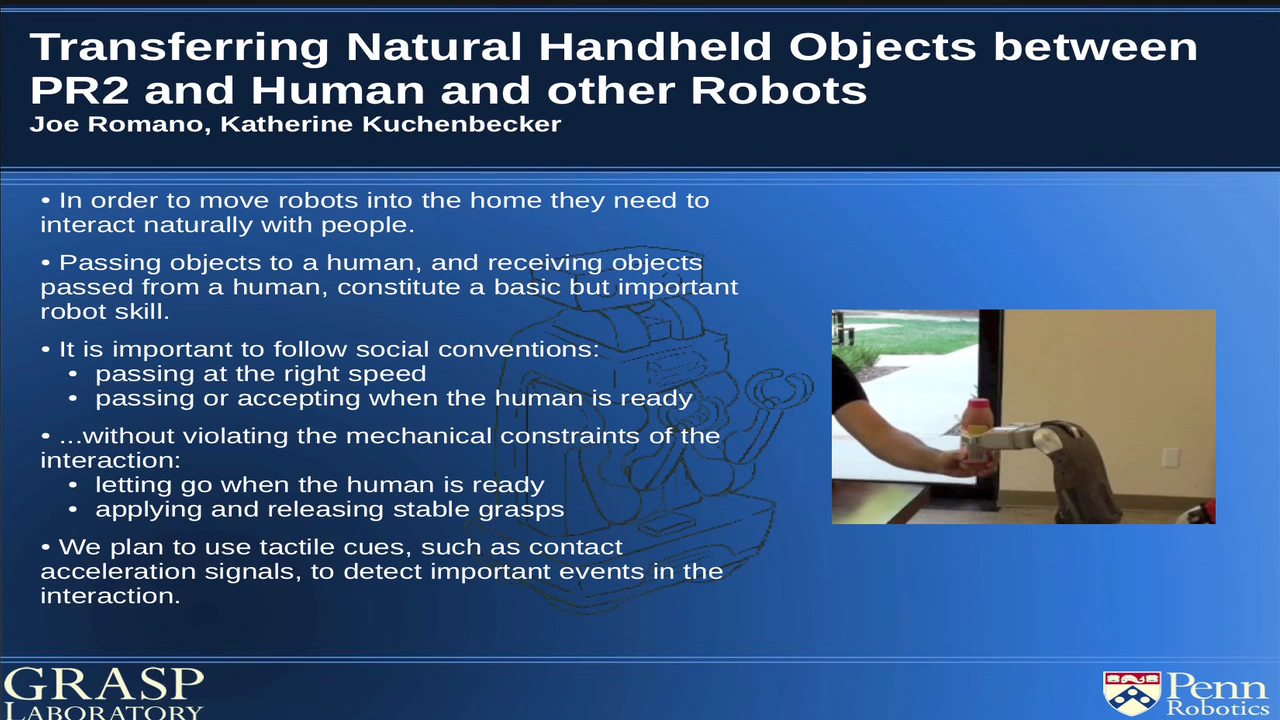 Transferring Natural Handheld Objects between
PR2 and Human and other Robots
Joe Romano, Katherine Kuchenbecker
• In order to move robots into the home they need to
interact naturally with people.
• Passing objects to a human, and receiving objects
passed from a human, constitute a basic but important
robot skill.
• It is important to follow social conventions:
• passing at the right speed
• passing or accepting when the human is ready
• ...without violating the mechanical constraints of the
interaction:
• letting go when the human is ready
• applying and releasing stable grasps
• We plan to use tactile cues, such as contact
acceleration signals, to detect important events in the
interaction.
GRASP
LABORATORY
Penn
Robotics